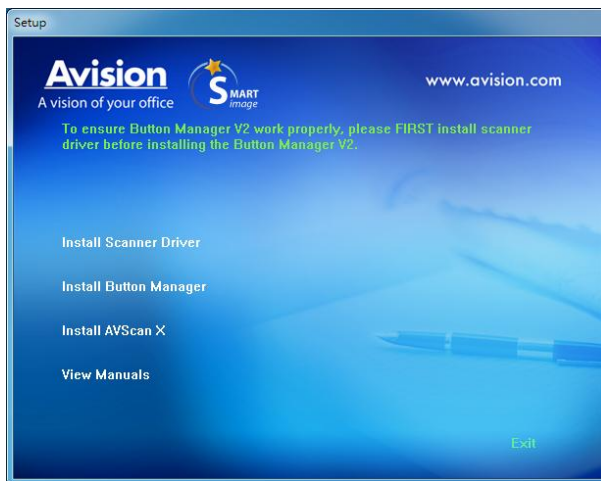 Setup
Avision
A vision of your office
SMART
image
www.avision.com
To ensure Button Manager V2 work properly, please FIRST install scanner
driver before installing the Button Manager V2.
Install Scanner Driver
Install Button Manager
Install AVScan X
View Manuals
Exit